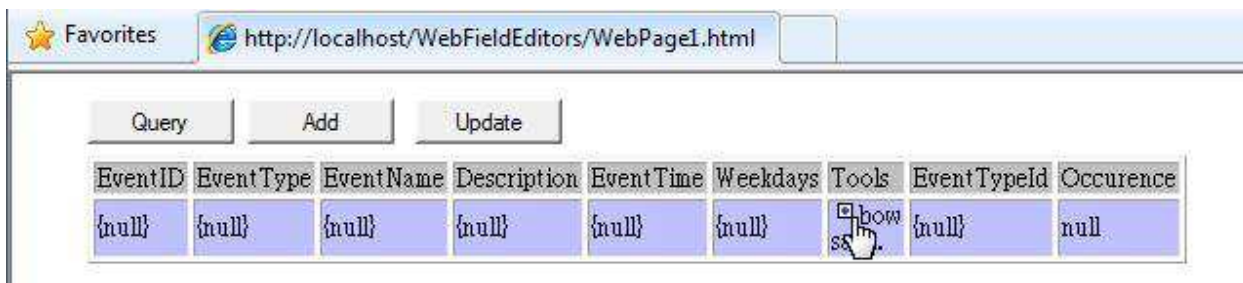 Favorites http://localhost/WebFieldEditors/WebPage1.html
Query Add Update
EventID EventType EventName Description EventTime Weekdays Tools EventTypeId Occurence
{null} {null} {null} {null} {null} {null} {null} null